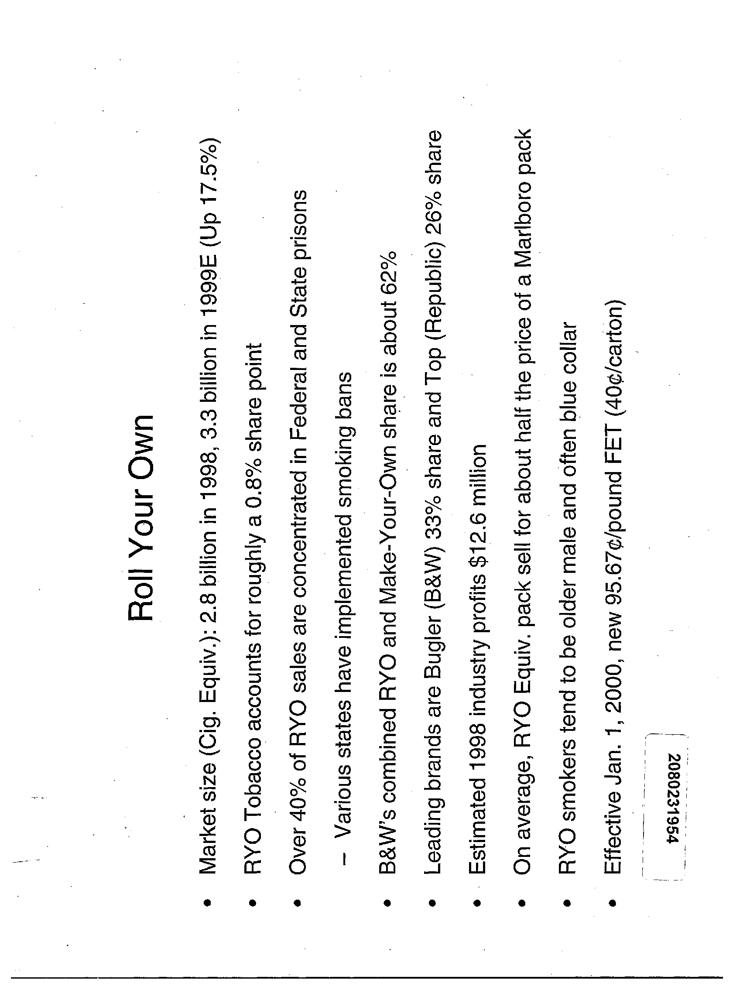 Roll Your Own
• Market size (Cig. Equiv.): 2.8 billion in 1998, 3.3 billion in 1999E (Up 17.5%)
• RYO Tobacco accounts for roughly a 0.8% share point
• Over 40% of RYO sales are concentrated in Federal and State prisons
– Various states have implemented smoking bans
• B&W's combined RYO and Make-Your-Own share is about 62%
• Leading brands are Bugler (B&W) 33% share and Top (Republic) 26% share
• Estimated 1998 industry profits $12.6 million
• On average, RYO Equiv. pack sell for about half the price of a Marlboro pack
• RYO smokers tend to be older male and often blue collar
• Effective Jan. 1, 2000, new 95.67¢/pound FET (40¢/carton)
2080231954